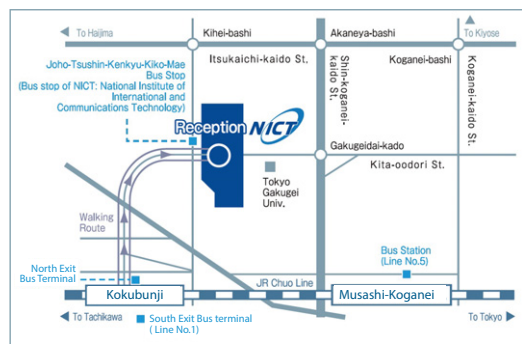 To Haijima
Kihei-bashi
Akaneya-bashi
To Kiyose
Itsukaichi-kaido St.
Koganei-bashi
Joho-Tsushin-Kenkyu-Kiko-Mae
Bus Stop
(Bus stop of NICT: National Institute of
International and
Communications Technology)
Shin-koganei-
kaido St.
Koganei-kaido St.
Reception
NICT
Gakugeidai-kado
Kita-oodori St.
Tokyo
Gakugei
Univ.
Walking
Route
Bus Station
(Line No.5)
North Exit
Bus Terminal
JR Chuo Line
Kokubunji
Musashi-Koganei
To Tachikawa
South Exit Bus terminal
( Line No.1)
To Tokyo